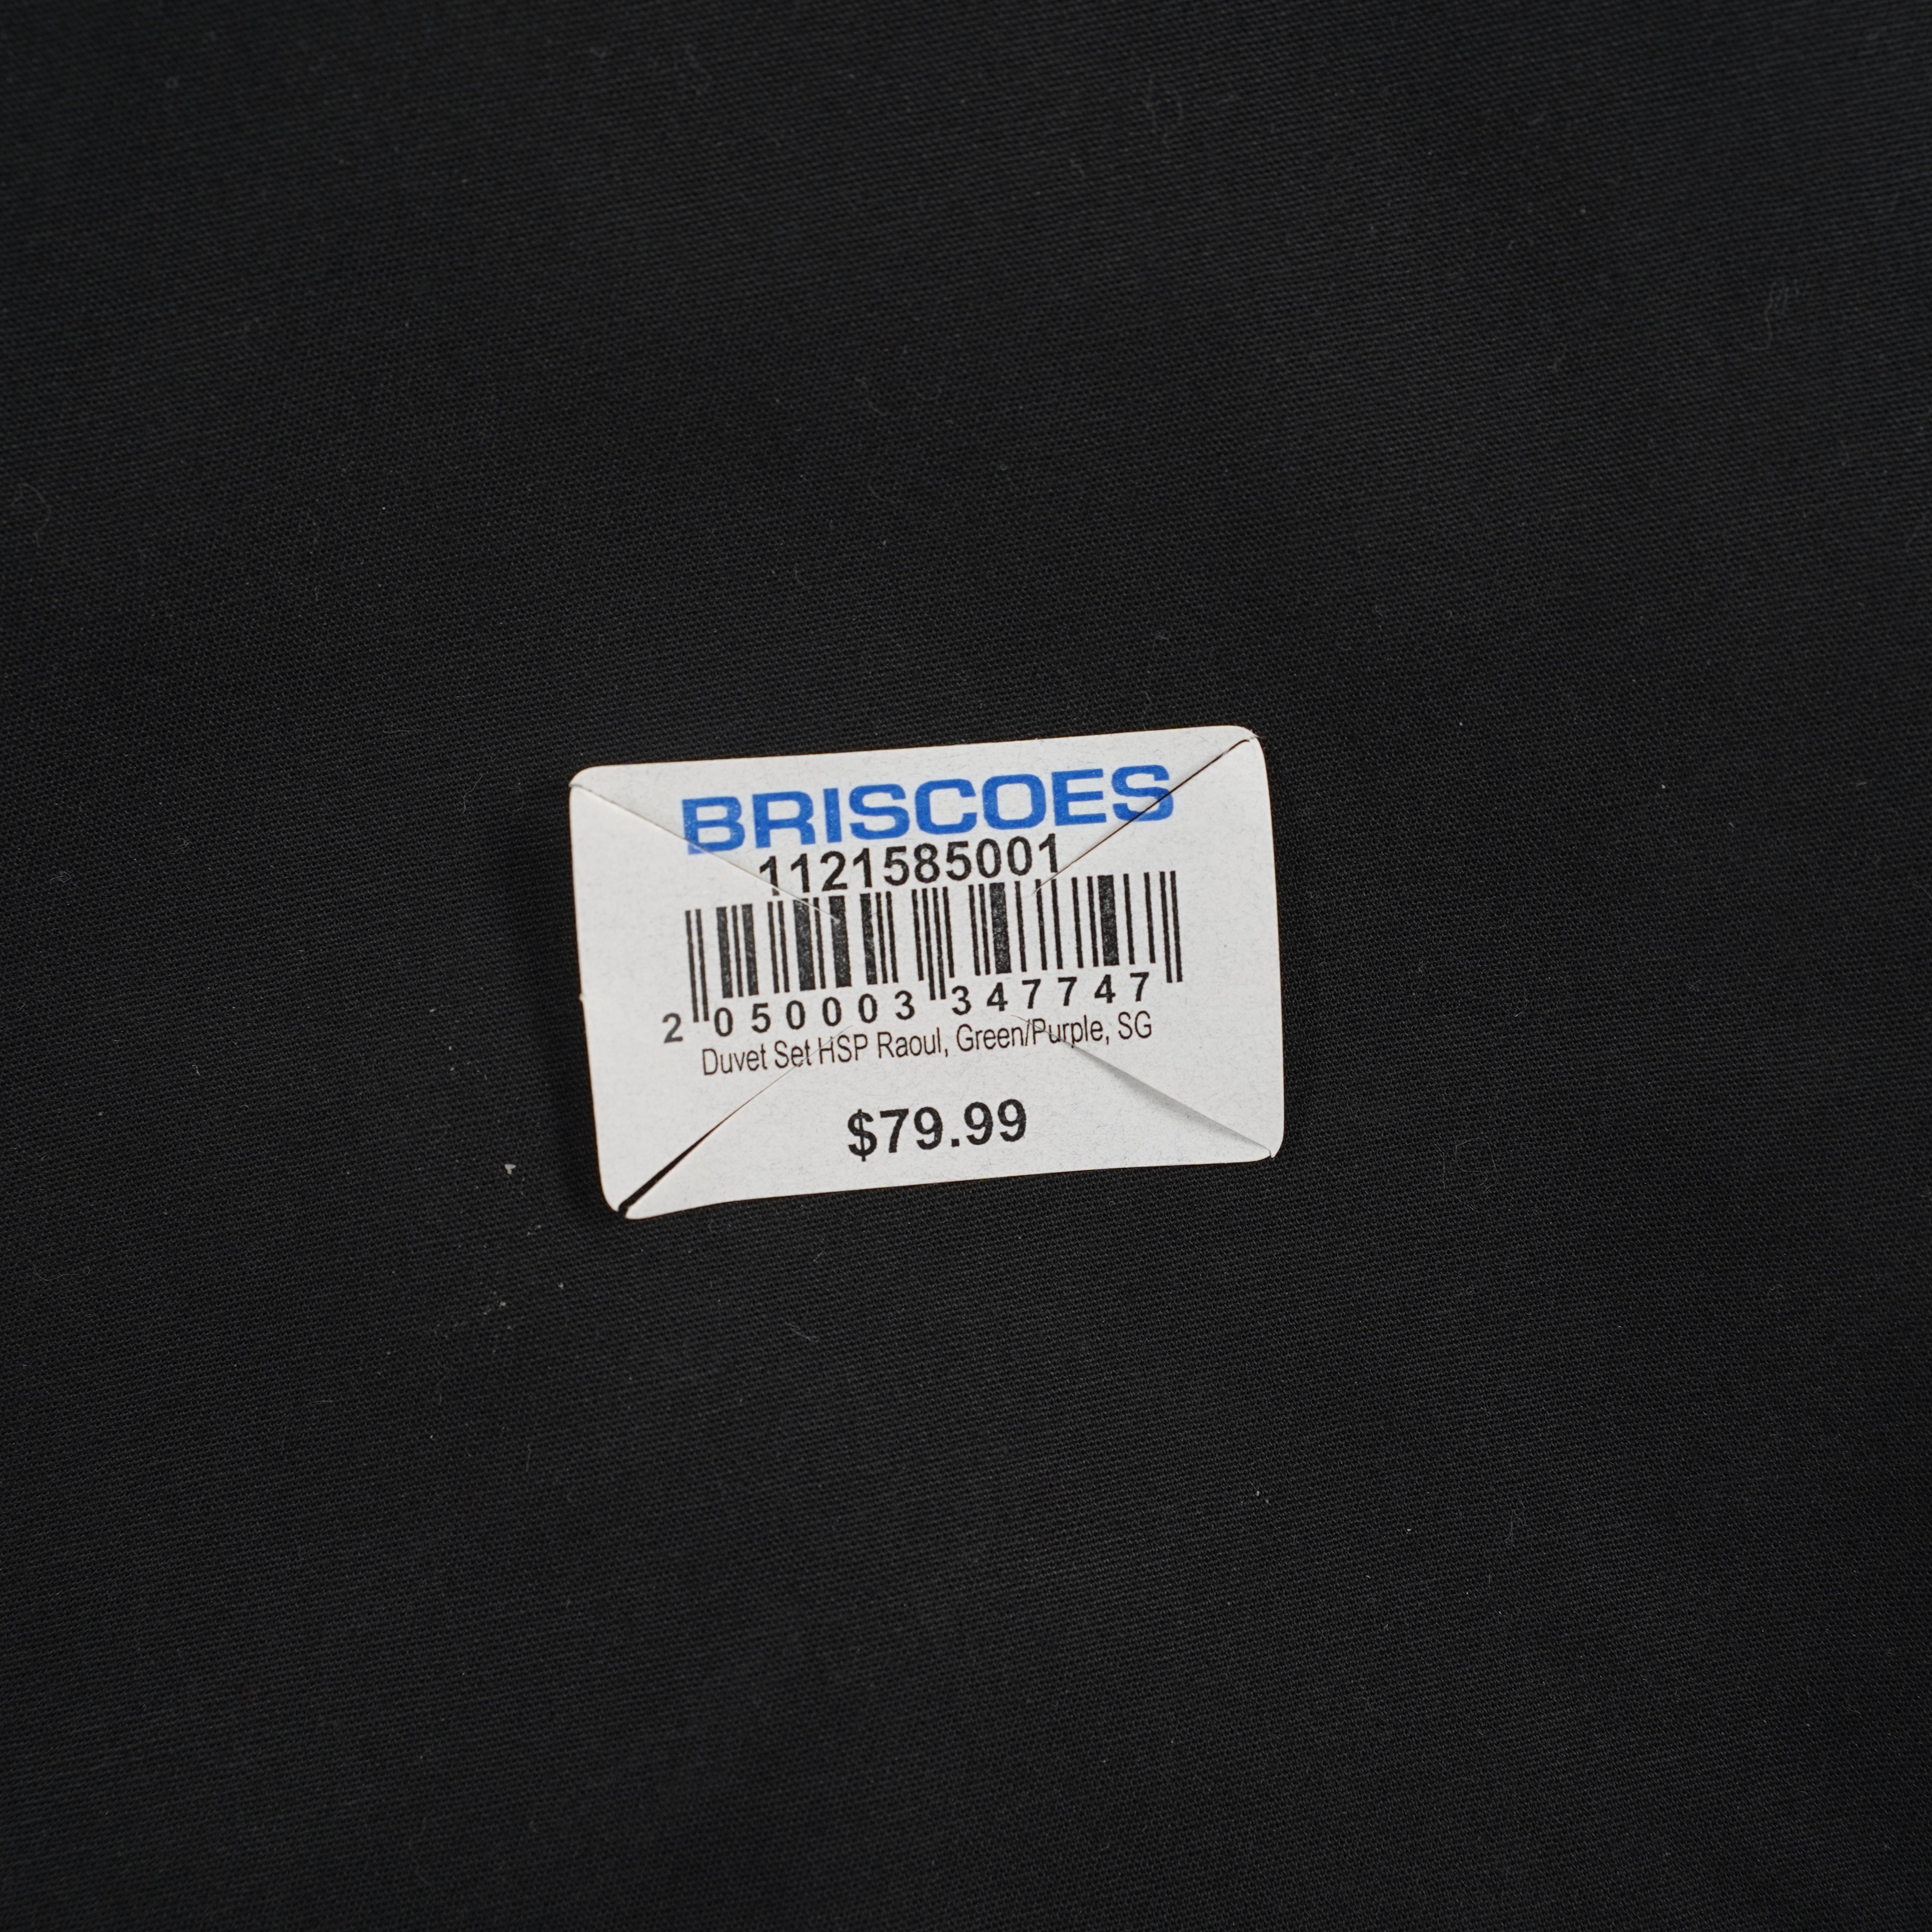 BRISCOES
1121585001
2 050003 347747
Duvet Set HSP Raoul, Green/Purple, SG
$79.99